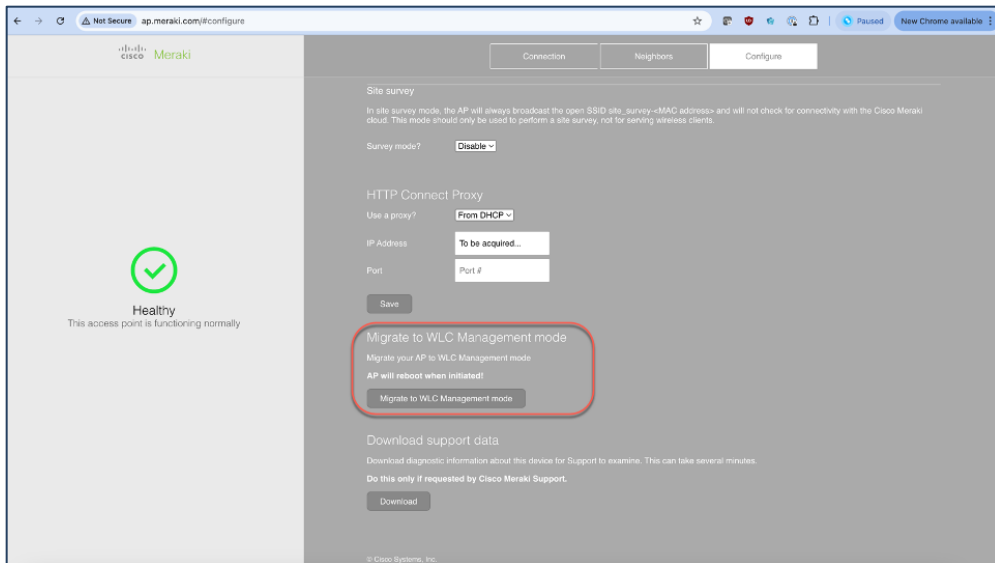 Not Secure ap.meraki.com/#configure
Paused
New Chrome available
CISCO Meraki
Connection
Neighbors
Configure
Healthy
This access point is functioning normally
Site survey
In site survey mode, the AP will always broadcast the open SSID site_survey-<MAC address> and will not check for connectivity with the Cisco Meraki
cloud. This mode should only be used to perform a site survey, not for serving wireless clients.
Survey mode? Disable
HTTP Connect Proxy
Use a proxy? From DHCP
IP Address To be acquired...
Port Port #
Save
Migrate to WLC Management mode
Migrate your AP to WLC Management mode
AP will reboot when initiated!
Migrate to WLC Management mode
Download support data
Download diagnostic information about this device for Support to examine. This can take several minutes.
Do this only if requested by Cisco Meraki Support.
Download
© Cisco Systems, Inc.